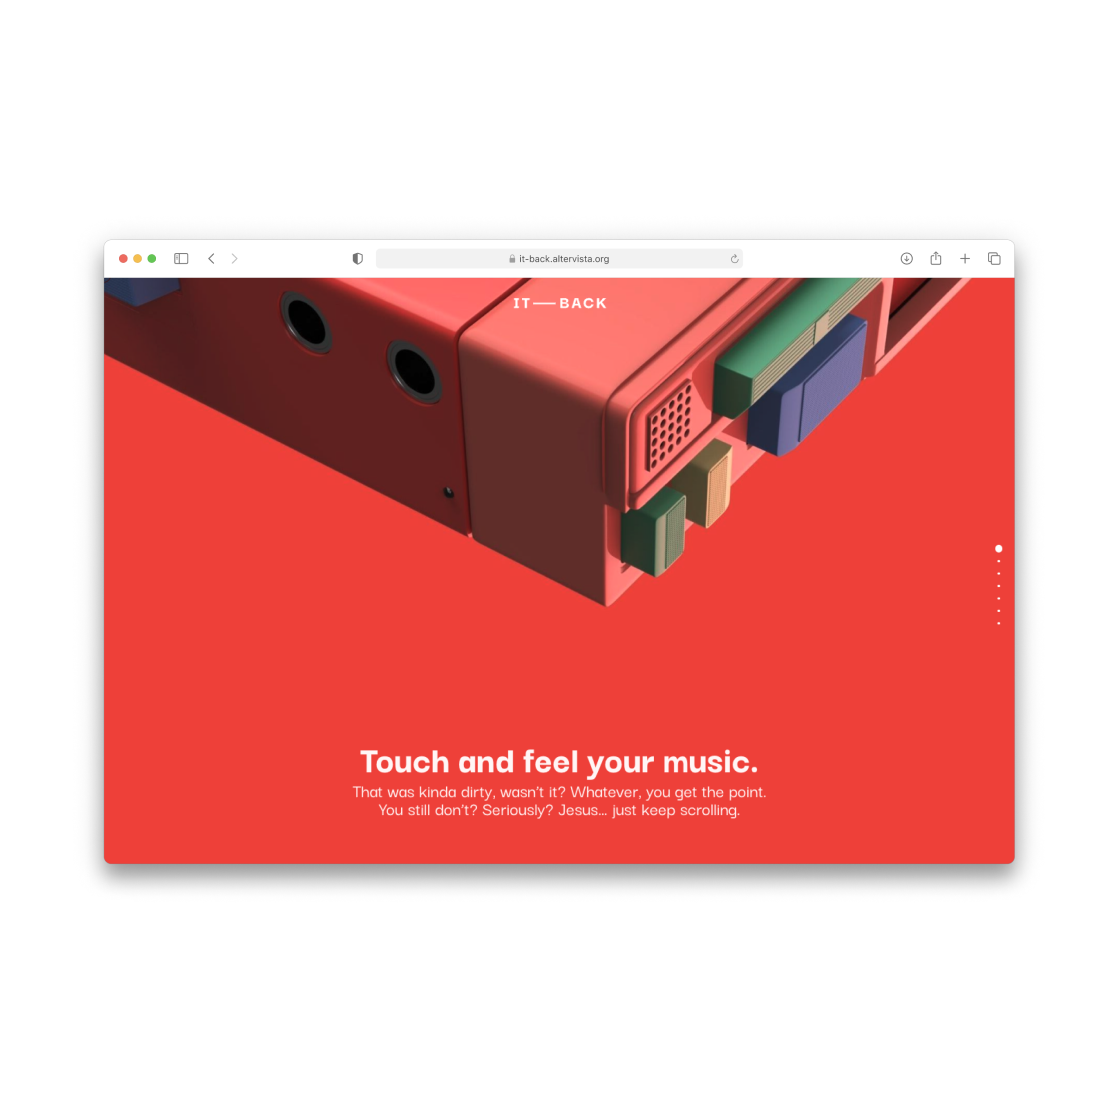 it-back.altervista.org
IT—BACK
Touch and feel your music.
That was kinda dirty, wasn't it? Whatever, you get the point.
You still don't? Seriously? Jesus... just keep scrolling.